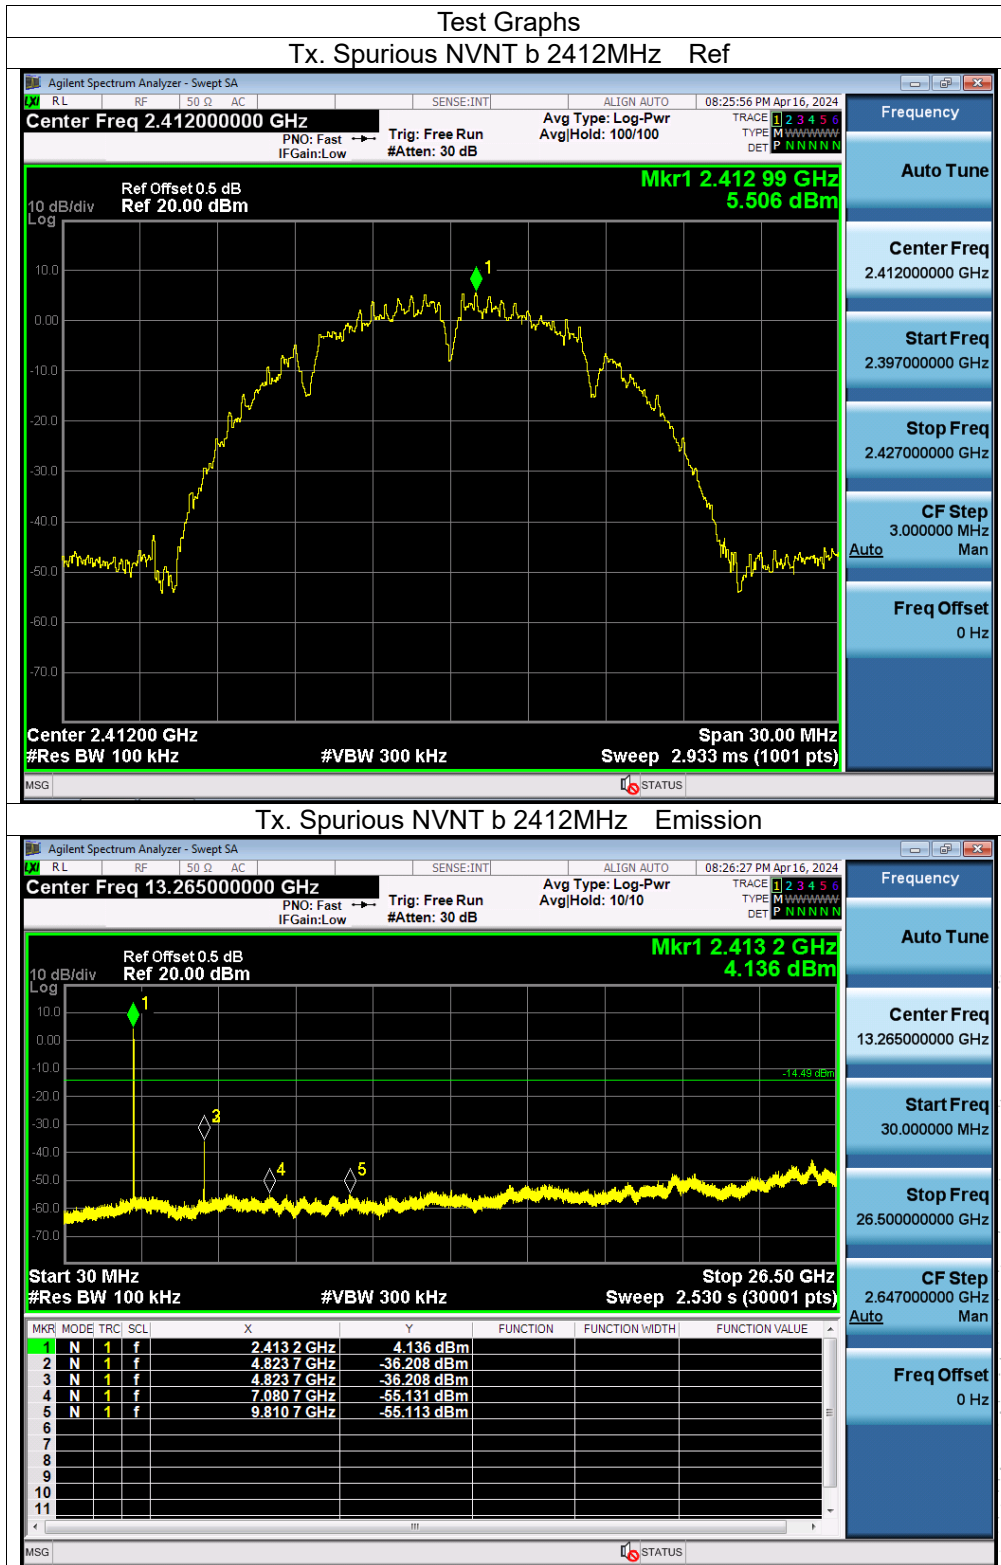 Test Graphs
Tx. Spurious NVNT b 2412MHz Ref
Agilent Spectrum Analyzer - Swept SA
LXI RL RF 50 Ω AC SENSE:INT ALIGN AUTO 08:25:56 PM Apr 16, 2024
Center Freq 2.412000000 GHz
PNO: Fast
IFGain:Low
Trig: Free Run
#Atten: 30 dB
Avg Type: Log-Pwr
Avg|Hold: 100/100
TRACE 1 2 3 4 5 6
TYPE M WWWWW
DET P N N N N N
Frequency
Auto Tune
Center Freq
2.412000000 GHz
Start Freq
2.397000000 GHz
Stop Freq
2.427000000 GHz
CF Step
3.000000 MHz
Auto Man
Freq Offset
0 Hz
Mkr1 2.412 99 GHz
5.506 dBm
Ref Offset 0.5 dB
10 dB/div Ref 20.00 dBm
Log
10.0
0.00
-10.0
-20.0
-30.0
-40.0
-50.0
-60.0
-70.0
1
Center 2.41200 GHz Span 30.00 MHz
#Res BW 100 kHz #VBW 300 kHz Sweep 2.933 ms (1001 pts)
MSG STATUS
Tx. Spurious NVNT b 2412MHz Emission
Agilent Spectrum Analyzer - Swept SA
LXI RL RF 50 Ω AC SENSE:INT ALIGN AUTO 08:26:27 PM Apr 16, 2024
Center Freq 13.265000000 GHz
PNO: Fast
IFGain:Low
Trig: Free Run
#Atten: 30 dB
Avg Type: Log-Pwr
Avg|Hold: 10/10
TRACE 1 2 3 4 5 6
TYPE M WWWWW
DET P N N N N N
Frequency
Auto Tune
Center Freq
13.265000000 GHz
Start Freq
30.000000 MHz
Stop Freq
26.500000000 GHz
CF Step
2.647000000 GHz
Auto Man
Freq Offset
0 Hz
Mkr1 2.413 2 GHz
4.136 dBm
Ref Offset 0.5 dB
10 dB/div Ref 20.00 dBm
Log
10.0
0.00
-10.0
-20.0
-30.0
-40.0
-50.0
-60.0
-70.0
1
-14.49 dBm
3
4
5
Start 30 MHz Stop 26.50 GHz
#Res BW 100 kHz #VBW 300 kHz Sweep 2.530 s (30001 pts)
MKR MODE TRC SCL X Y FUNCTION FUNCTION WIDTH FUNCTION VALUE
1 N 1 f 2.413 2 GHz 4.136 dBm
2 N 1 f 4.823 7 GHz -36.208 dBm
3 N 1 f 4.823 7 GHz -36.208 dBm
4 N 1 f 7.080 7 GHz -55.131 dBm
5 N 1 f 9.810 7 GHz -55.113 dBm
6
7
8
9
10
11
MSG STATUS